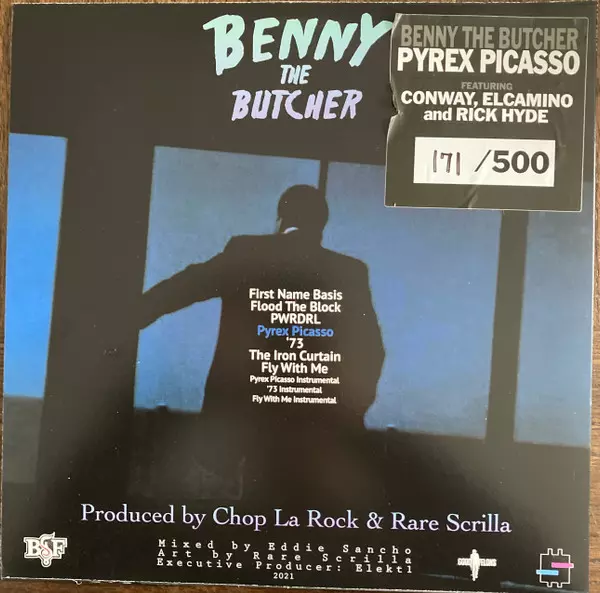 BENNY
THE
BUTCHER
BENNY THE BUTCHER
PYREX PICASSO
FEATURING
CONWAY, ELCAMINO
and RICK HYDE
171 /500
First Name Basis
Flood The Block
PWRDRL
Pyrex Picasso
'73
The Iron Curtain
Fly With Me
Pyrex Picasso Instrumental
'73 Instrumental
Fly With Me Instrumental
Produced by Chop La Rock & Rare Scrilla
Mixed by Eddie Sancho
Art by Rare Scrilla
Executive Producer: Elektl
2021
BSF
GOODFELONS